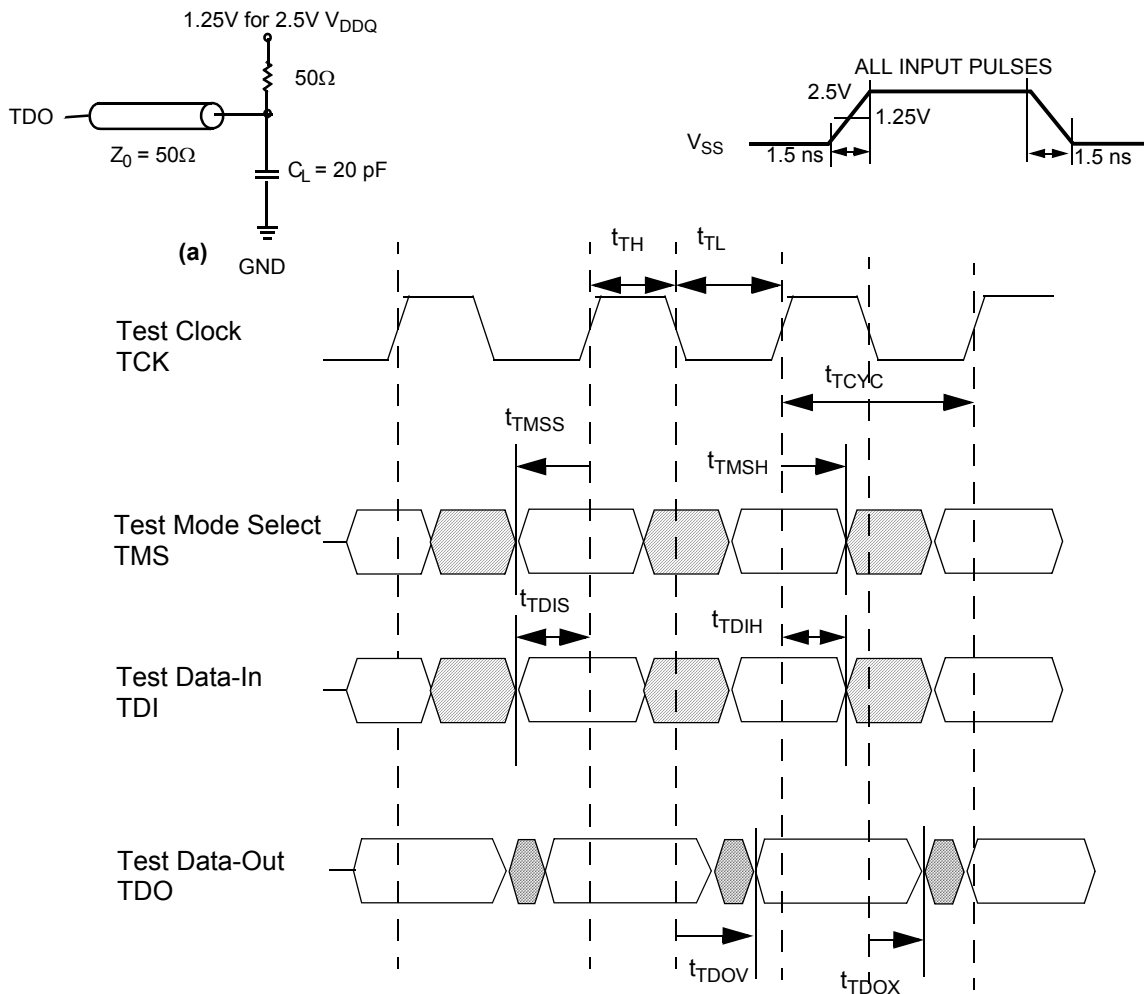 1.25V for 2.5V VDDQ
50Ω
TDO
Z0 = 50Ω
CL = 20 pF
(a)
GND
ALL INPUT PULSES
2.5V
1.25V
VSS
1.5 ns
1.5 ns
tTH
tTL
Test Clock
TCK
tTCYC
tTMSS
tTMSH
Test Mode Select
TMS
tTDIS
tTDIH
Test Data-In
TDI
Test Data-Out
TDO
tTDOV
tTDOX